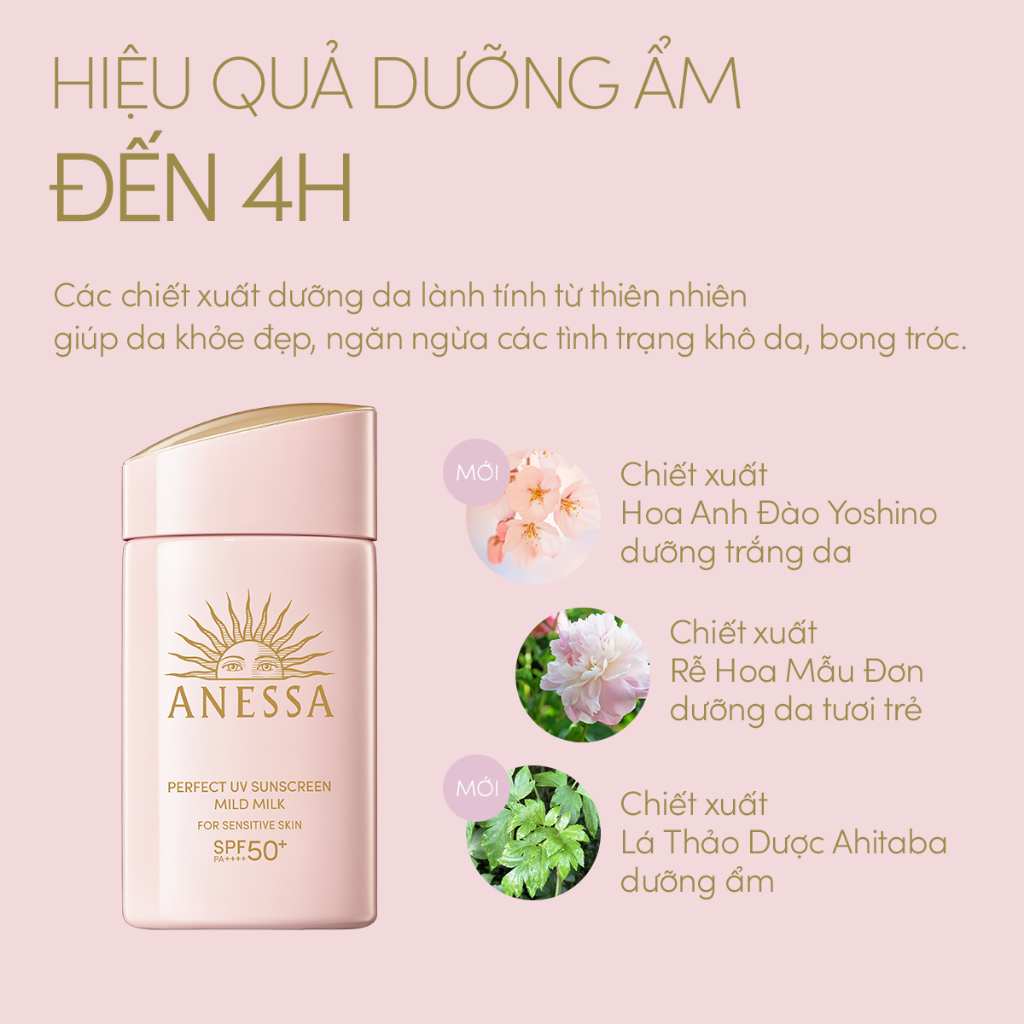 HIỆU QUẢ DƯỠNG ẨM
ĐẾN 4H
Các chiết xuất dưỡng da lành tính từ thiên nhiên
giúp da khỏe đẹp, ngăn ngừa các tình trạng khô da, bong tróc.
ANESSA
PERFECT UV SUNSCREEN
MILD MILK
FOR SENSITIVE SKIN
SPF 50+
PA++++
MỚI
Chiết xuất
Hoa Anh Đào Yoshino
dưỡng trắng da
Chiết xuất
Rễ Hoa Mẫu Đơn
dưỡng da tươi trẻ
MỚI
Chiết xuất
Lá Thảo Dược Ahitaba
dưỡng ẩm